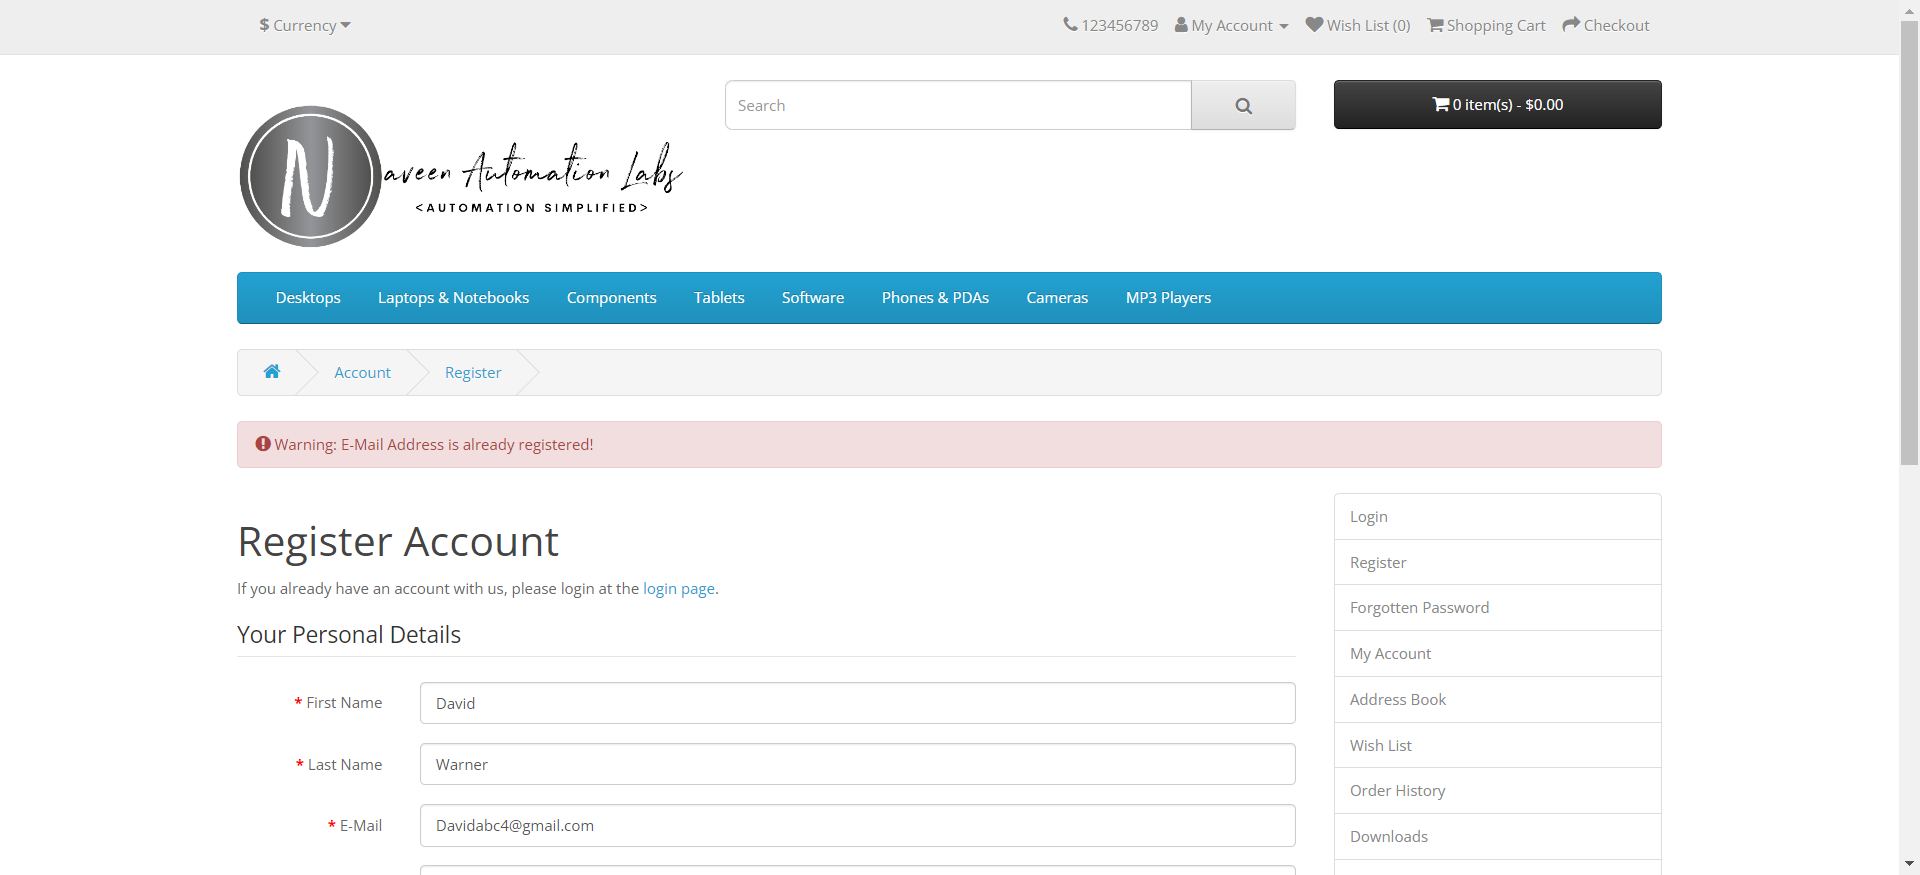 $ Currency
123456789 My Account Wish List (0) Shopping Cart Checkout
N
aveen Automation Labs
<AUTOMATION SIMPLIFIED>
Search
0 item(s) - $0.00
Desktops Laptops & Notebooks Components Tablets Software Phones & PDAs Cameras MP3 Players
Account Register
Warning: E-Mail Address is already registered!
Register Account
If you already have an account with us, please login at the login page.
Your Personal Details
* First Name David
* Last Name Warner
* E-Mail Davidabc4@gmail.com
Login
Register
Forgotten Password
My Account
Address Book
Wish List
Order History
Downloads